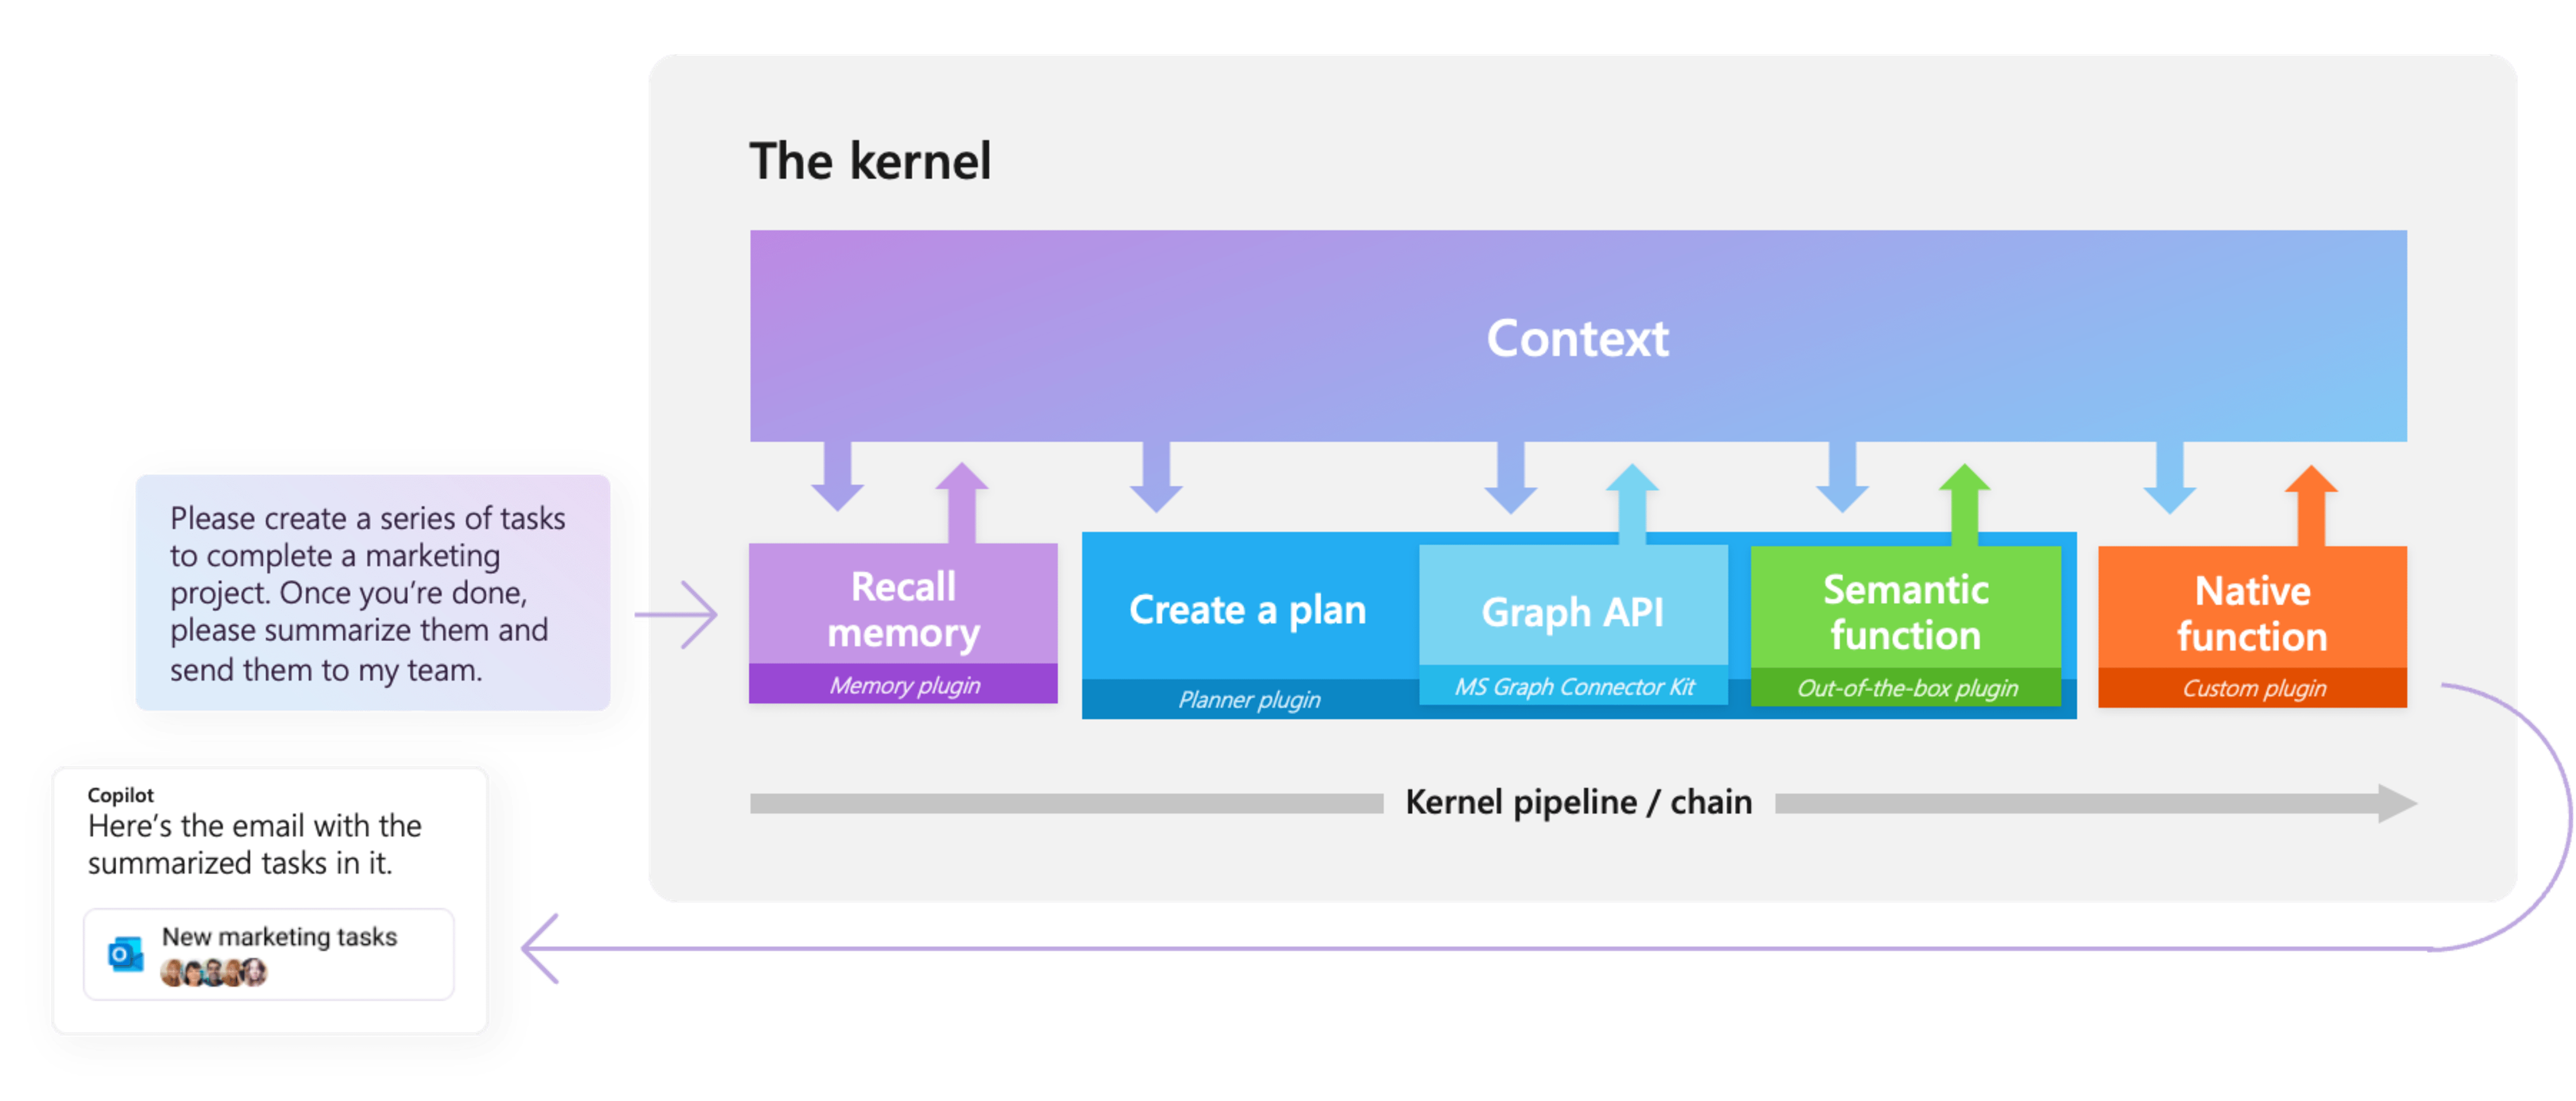 The kernel
Context
Please create a series of tasks
to complete a marketing
project. Once you're done,
please summarize them and
send them to my team.
Recall
memory
Memory plugin
Create a plan
Planner plugin
Graph API
MS Graph Connector Kit
Semantic
function
Out-of-the-box plugin
Native
function
Custom plugin
Kernel pipeline / chain
Copilot
Here's the email with the
summarized tasks in it.
New marketing tasks